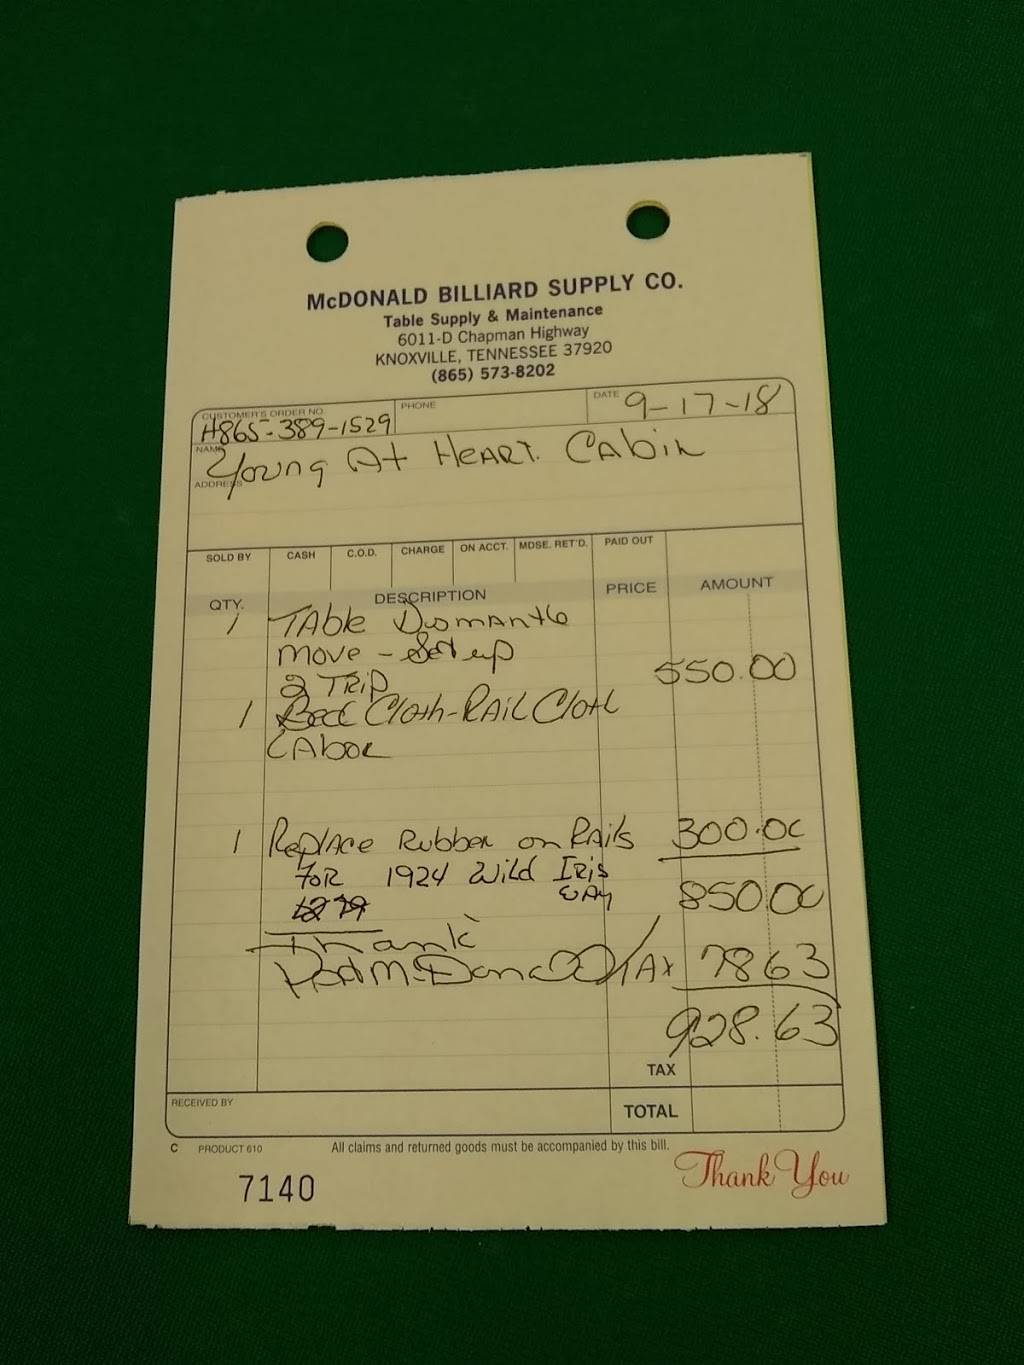 McDONALD BILLIARD SUPPLY CO.
Table Supply & Maintenance
6011-D Chapman Highway
KNOXVILLE, TENNESSEE 37920
(865) 573-8202
CUSTOMER'S ORDER NO. PHONE DATE 9-17-18
H865-389-1529
NAME Young At Heart Cabin
ADDRESS
SOLD BY CASH C.O.D. CHARGE ON ACCT. MDSE. RET'D. PAID OUT
QTY. DESCRIPTION PRICE AMOUNT
1 Table Dismantle
move - Set up
2 TRIP 550.00
1 Bed Cloth-Rail Cloth
Labor
1 Replace Rubber on Rails 300.00
For 1924 Wild Iris
Way 850.00
Thank
McDonald TAX 78 63
928.63
TAX
RECEIVED BY
TOTAL
C PRODUCT 610 All claims and returned goods must be accompanied by this bill.
7140 Thank You